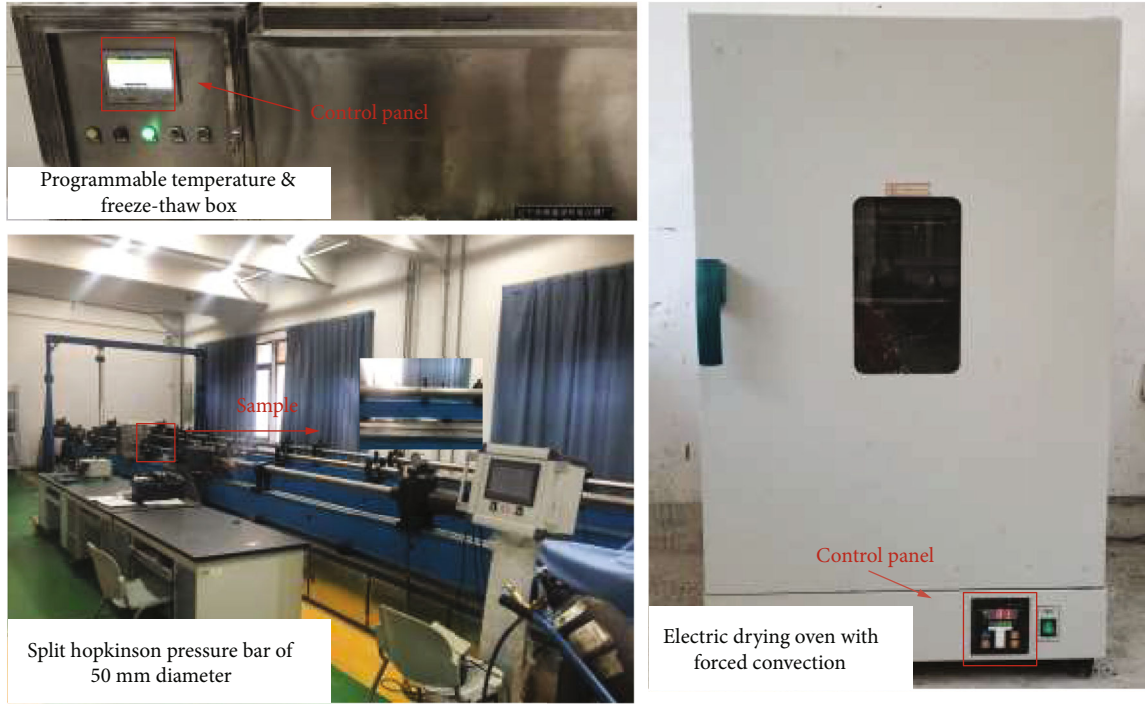 Control panel
Programmable temperature &
freeze-thaw box
Sample
Split hopkinson pressure bar of
50 mm diameter
Control panel
Electric drying oven with
forced convection